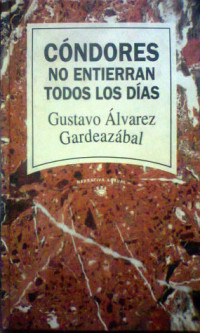 CÓNDORES
NO ENTIERRAN
TODOS LOS DÍAS
Gustavo Álvarez
Gardeazábal